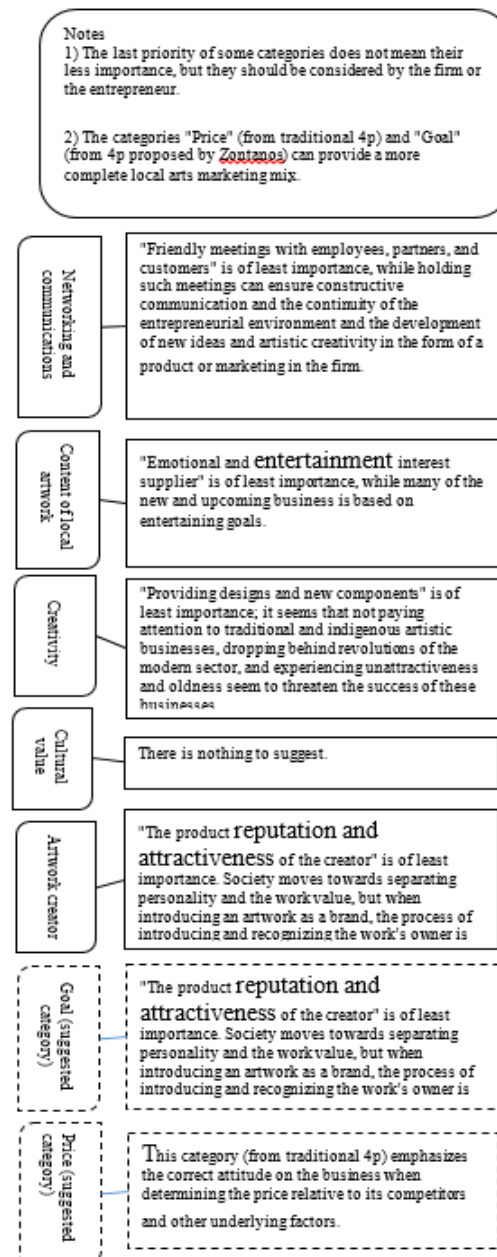 Notes
1) The last priority of some categories does not mean their
less importance, but they should be considered by the firm or
the entrepreneur.
2) The categories "Price" (from traditional 4p) and "Goal"
(from 4p proposed by Zontanos) can provide a more
complete local arts marketing mix.
Networking and
communications
"Friendly meetings with employees, partners, and
customers" is of least importance, while holding
such meetings can ensure constructive
communication and the continuity of the
entrepreneurial environment and the development
of new ideas and artistic creativity in the form of a
product or marketing in the firm.
Content of local
artwork
"Emotional and entertainment interest
supplier" is of least importance, while many of the
new and upcoming business is based on
entertaining goals.
Creativity
"Providing designs and new components" is of
least importance; it seems that not paying
attention to traditional and indigenous artistic
businesses, dropping behind revolutions of the
modern sector, and experiencing unattractiveness
and oldness seem to threaten the success of these
businesses
Cultural
value
There is nothing to suggest.
Artwork creator
"The product reputation and
attractiveness of the creator" is of least
importance. Society moves towards separating
personality and the work value, but when
introducing an artwork as a brand, the process of
introducing and recognizing the work's owner is
Goal (suggested
category)
"The product reputation and
attractiveness of the creator" is of least
importance. Society moves towards separating
personality and the work value, but when
introducing an artwork as a brand, the process of
introducing and recognizing the work's owner is
Price (suggested
category)
This category (from traditional 4p) emphasizes
the correct attitude on the business when
determining the price relative to its competitors
and other underlying factors.